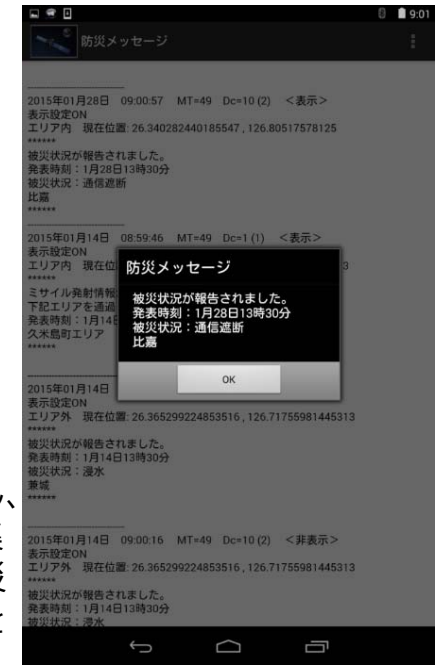 9:01
防災メッセージ
2015年01月28日 09:00:57 MT=49 Dc=10 (2) <表示>
表示設定ON
エリア内 現在位置: 26.340282440185547 , 126.80517578125
******
被災状況が報告されました。
発表時刻：1月28日13時30分
被災状況：通信遮断
比嘉
******
2015年01月14日 08:59:46 MT=49 Dc=1 (1) <表示>
表示設定ON
エリア内 現在位
3
******
ミサイル発射情報
下記エリアを通過
発表時刻：1月14日
久米島町エリア
******
防災メッセージ
被災状況が報告されました。
発表時刻：1月28日13時30分
被災状況：通信遮断
比嘉
OK
2015年01月14日
表示設定ON
エリア外 現在位置: 26.365299224853516 , 126.71755981445313
******
被災状況が報告されました。
発表時刻：1月14日13時30分
被災状況：浸水
兼城
******
2015年01月14日 09:00:16 MT=49 Dc=10 (2) <非表示>
表示設定ON
エリア外 現在位置: 26.365299224853516 , 126.71755981445313
******
被災状況が報告されました。
発表時刻：1月14日13時30分
被災状況：浸水